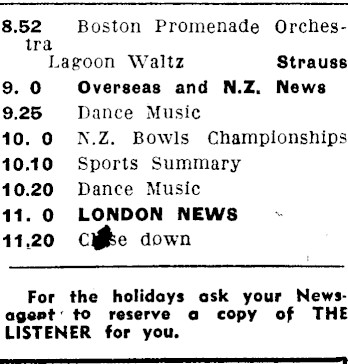 8.52 Boston Promenade Orches-
tra
Lagoon Waltz Strauss
9. 0 Overseas and N.Z. News
9.25 Dance Music
10. 0 N.Z. Bowls Championships
10.10 Sports Summary
10.20 Dance Music
11. 0 LONDON NEWS
11.20 Close down
For the holidays ask your News-
agent to reserve a copy of THE
LISTENER for you.